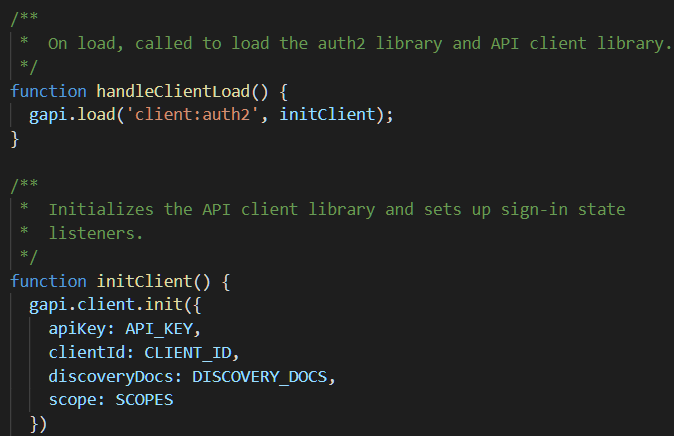 /**
 *  On load, called to load the auth2 library and API client library.
 */
function handleClientLoad() {
  gapi.load('client:auth2', initClient);
}

/**
 *  Initializes the API client library and sets up sign-in state
 *  listeners.
 */
function initClient() {
  gapi.client.init({
    apiKey: API_KEY,
    clientId: CLIENT_ID,
    discoveryDocs: DISCOVERY_DOCS,
    scope: SCOPES
  })